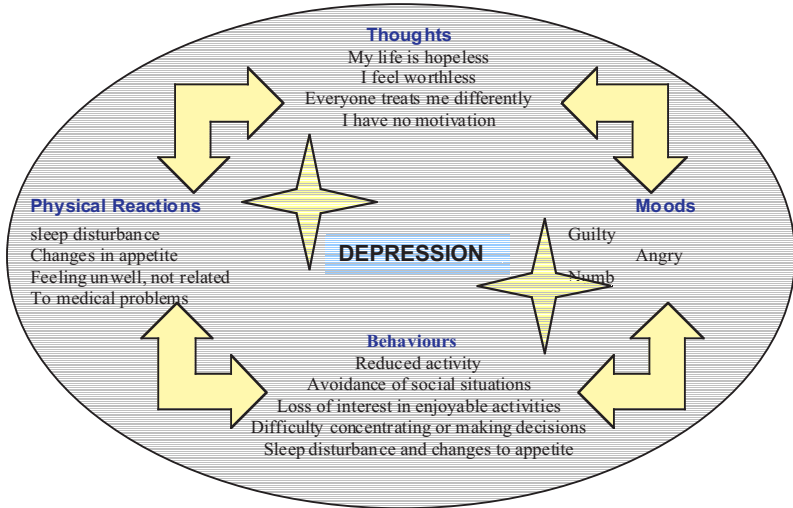 Thoughts
My life is hopeless
I feel worthless
Everyone treats me differently
I have no motivation
Physical Reactions
sleep disturbance
Changes in appetite
Feeling unwell, not related
To medical problems
Moods
Guilty
Angry
Numb
DEPRESSION
Behaviours
Reduced activity
Avoidance of social situations
Loss of interest in enjoyable activities
Difficulty concentrating or making decisions
Sleep disturbance and changes to appetite